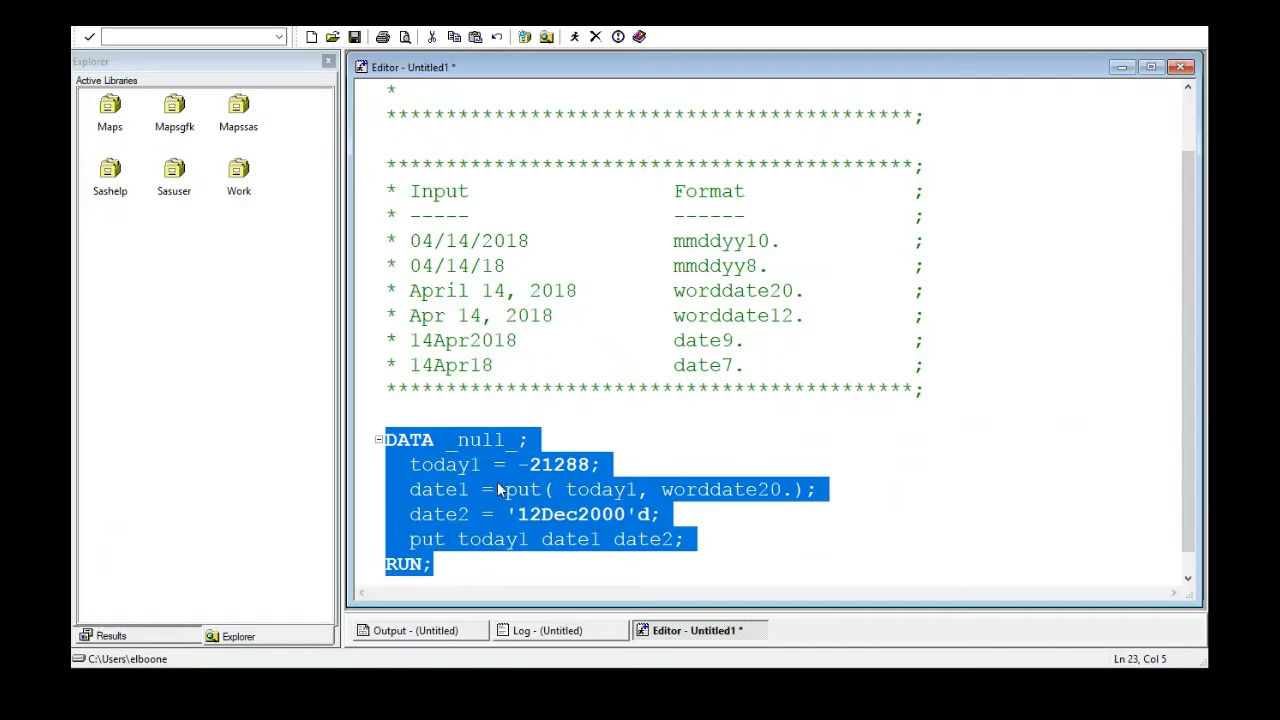 Explorer
Active Libraries
Maps
Mapsgfk
Mapssas
Sashelp
Sasuser
Work
Results
Explorer
Editor - Untitled1 *
*
********************************************;
********************************************;
* Input Format ;
* ----- ------ ;
* 04/14/2018 mmddyy10. ;
* 04/14/18 mmddyy8. ;
* April 14, 2018 worddate20. ;
* Apr 14, 2018 worddate12. ;
* 14Apr2018 date9. ;
* 14Apr18 date7. ;
********************************************;
DATA _null_;
today1 = -21288;
date1 = put( today1, worddate20.);
date2 = '12Dec2000'd;
put today1 date1 date2;
RUN;
Output - (Untitled)
Log - (Untitled)
Editor - Untitled1 *
C:\Users\elboone
Ln 23, Col 5